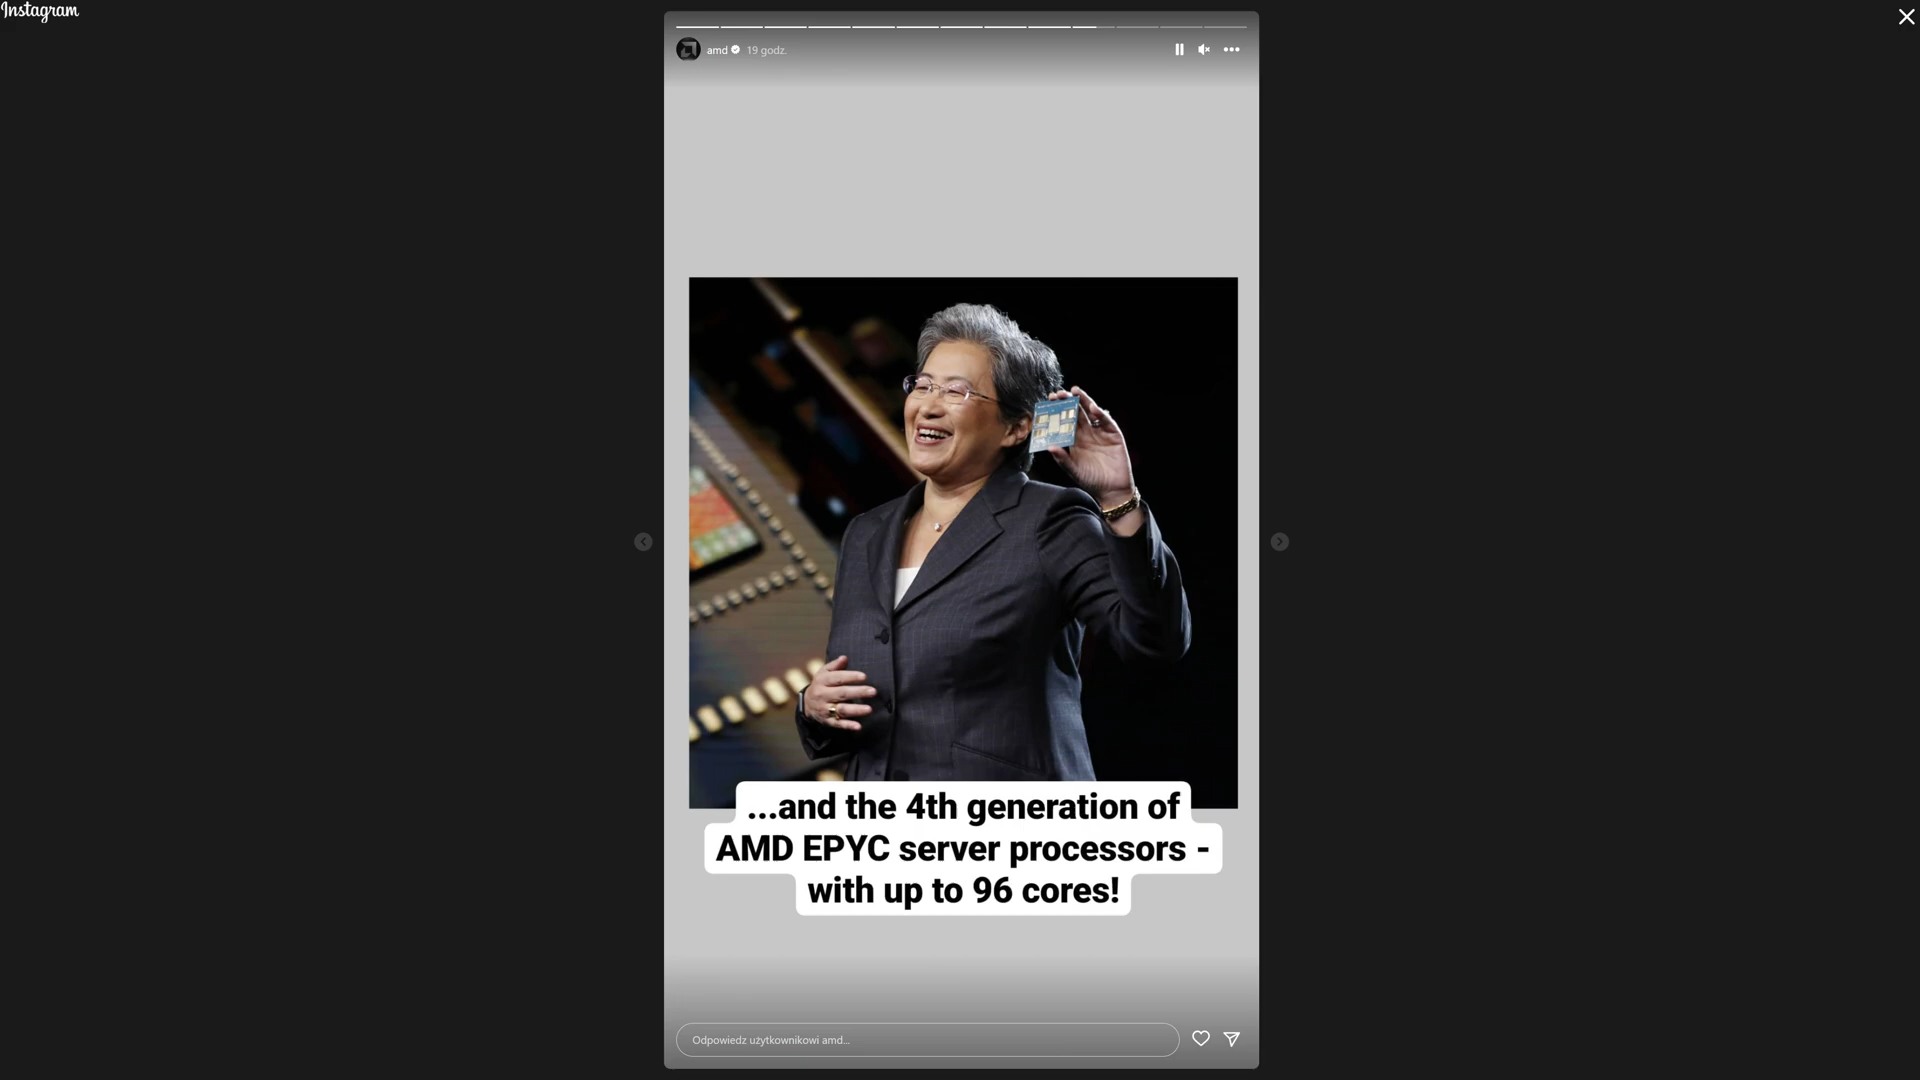 Instagram
amd
19 godz.
...and the 4th generation of
AMD EPYC server processors -
with up to 96 cores!
Odpowiedz użytkownikowi amd...